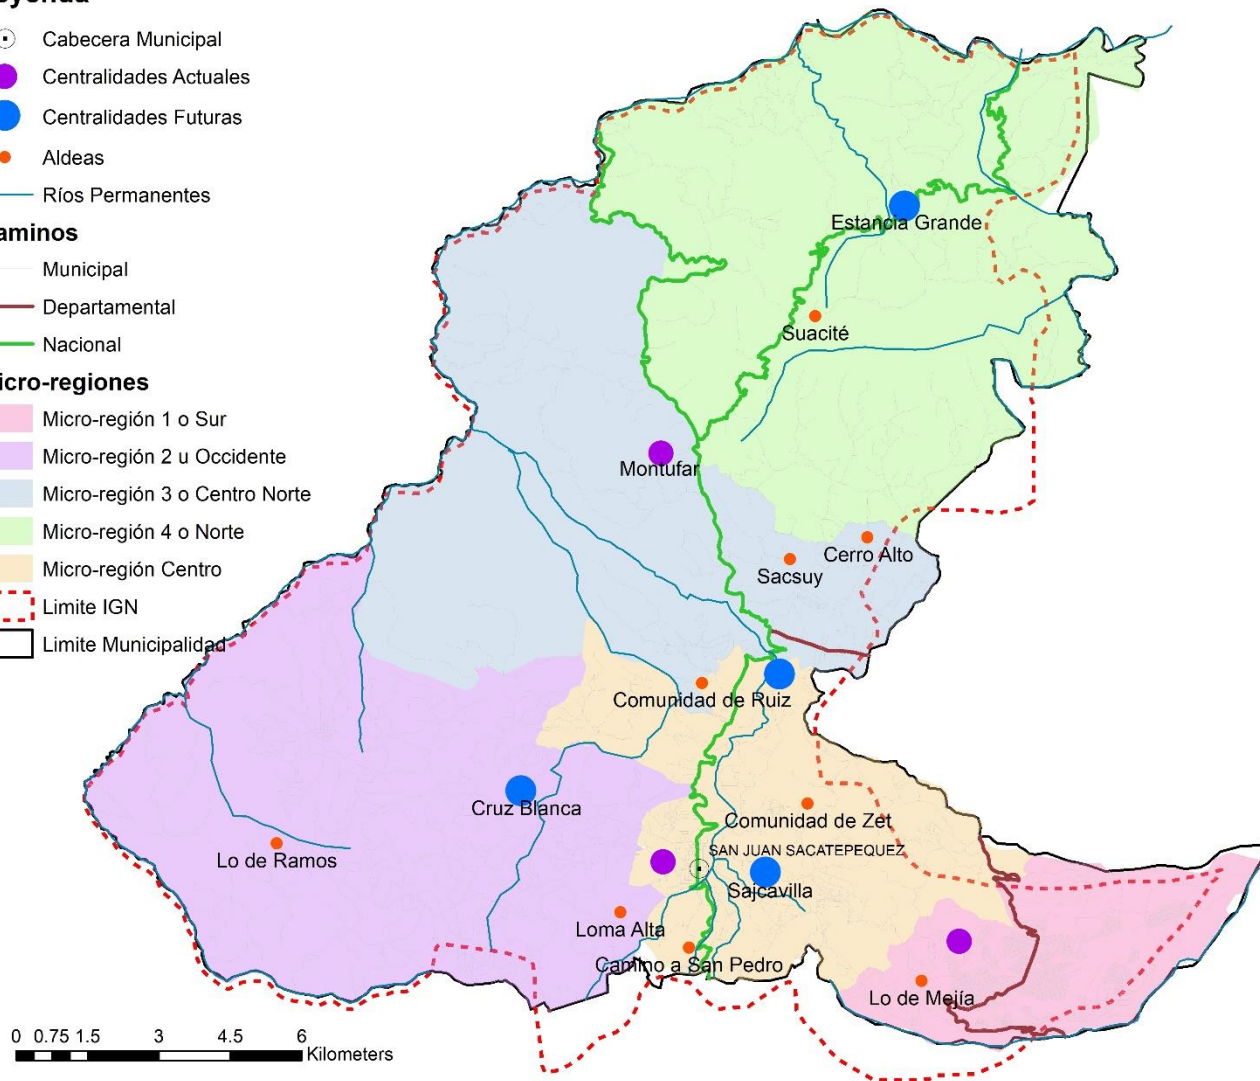 yenda
Cabecera Municipal
Centralidades Actuales
Centralidades Futuras
Aldeas
Ríos Permanentes
aminos
Municipal
Departamental
Nacional
icro-regiones
Micro-región 1 o Sur
Micro-región 2 u Occidente
Micro-región 3 o Centro Norte
Micro-región 4 o Norte
Micro-región Centro
Limite IGN
Limite Municipalidad
Estancia Grande
Suacité
Montufar
Cerro Alto
Sacsuy
Comunidad de Ruiz
Cruz Blanca
Comunidad de Zet
Lo de Ramos
SAN JUAN SACATEPEQUEZ
Sajcavilla
Loma Alta
Camino a San Pedro
Lo de Mejía
0 0.75 1.5 3 4.5 6
Kilometers